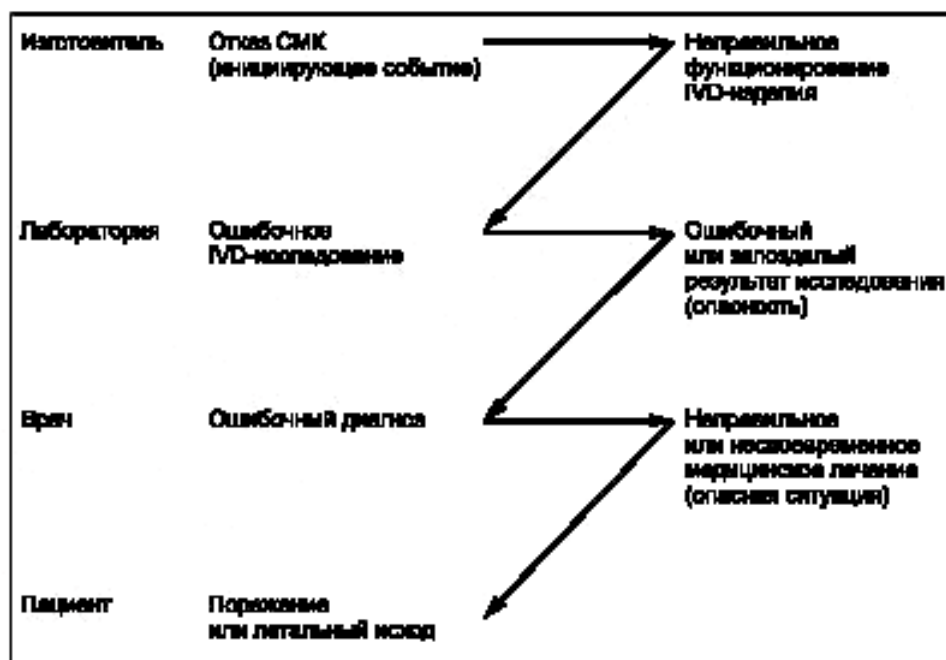 Изготовитель
Отказ СМК
(инициирующее событие)
Неправильное
функционирование
IVD-изделия
Лаборатория
Ошибочное
IVD-исследование
Ошибочный
или запоздалый
результат исследования
(опасность)
Врач
Ошибочный диагноз
Неправильное
или несвоевременное
медицинское лечение
(опасная ситуация)
Пациент
Поражение
или летальный исход